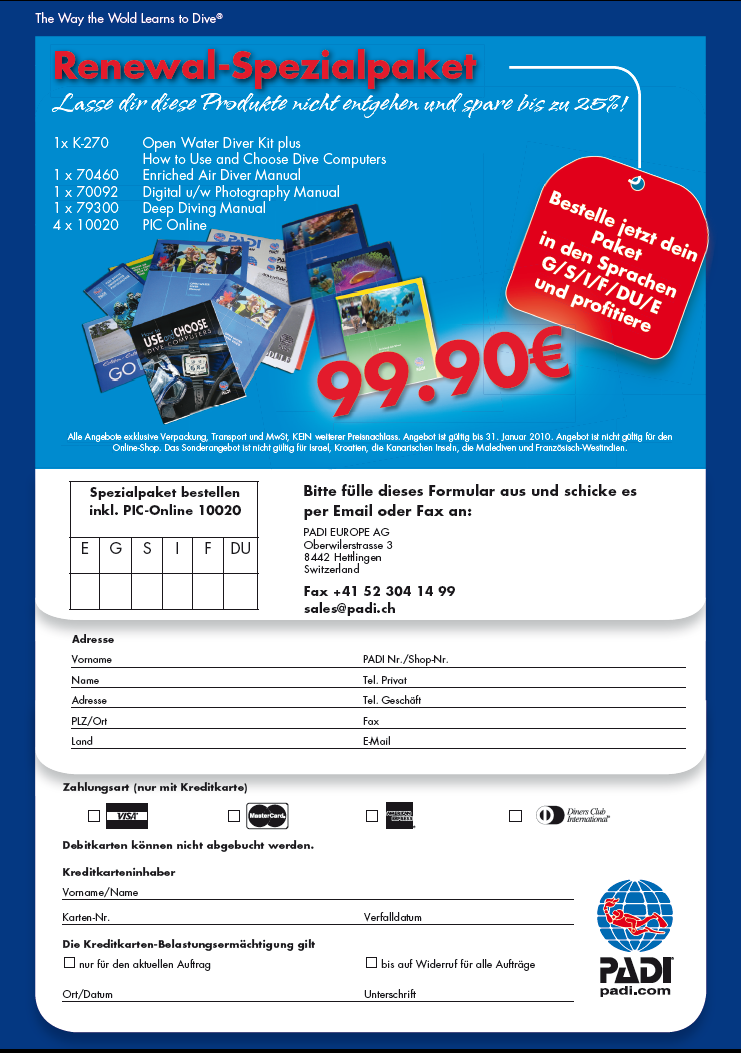 The Way the Wold Learns to Dive®
Renewal-Spezialpaket
Lasse dir diese Produkte nicht entgehen und spare bis zu 25%!
1x K-270 Open Water Diver Kit plus
How to Use and Choose Dive Computers
1 x 70460 Enriched Air Diver Manual
1 x 70092 Digital u/w Photography Manual
1 x 79300 Deep Diving Manual
4 x 10020 PIC Online
Bestelle jetzt dein
Paket
in den Sprachen
G/S/I/F/DU/E
und profitiere
PADI
USE and CHOOSE
DIVE COMPUTERS
GO
99.90€
Alle Angebote exklusive Verpackung, Transport und MwSt, KEIN weiterer Preisnachlass. Angebot ist gültig bis 31. Januar 2010. Angebot ist nicht gültig für den
Online-Shop. Das Sonderangebot ist nicht gültig für Israel, Kroatien, die Kanarischen Inseln, die Malediven und Französisch-Westindien.
Spezialpaket bestellen
inkl. PIC-Online 10020
E G S I F DU
Bitte fülle dieses Formular aus und schicke es
per Email oder Fax an:
PADI EUROPE AG
Oberwilerstrasse 3
8442 Hettlingen
Switzerland
Fax +41 52 304 14 99
sales@padi.ch
Adresse
Vorname PADI Nr./Shop-Nr.
Name Tel. Privat
Adresse Tel. Geschäft
PLZ/Ort Fax
Land E-Mail
Zahlungsart (nur mit Kreditkarte)
VISA MasterCard AMERICAN EXPRESS Diners Club
International®
Debitkarten können nicht abgebucht werden.
Kreditkarteninhaber
Vorname/Name
Karten-Nr. Verfalldatum
Die Kreditkarten-Belastungsermächtigung gilt
nur für den aktuellen Auftrag bis auf Widerruf für alle Aufträge
Ort/Datum Unterschrift
PADI
padi.com